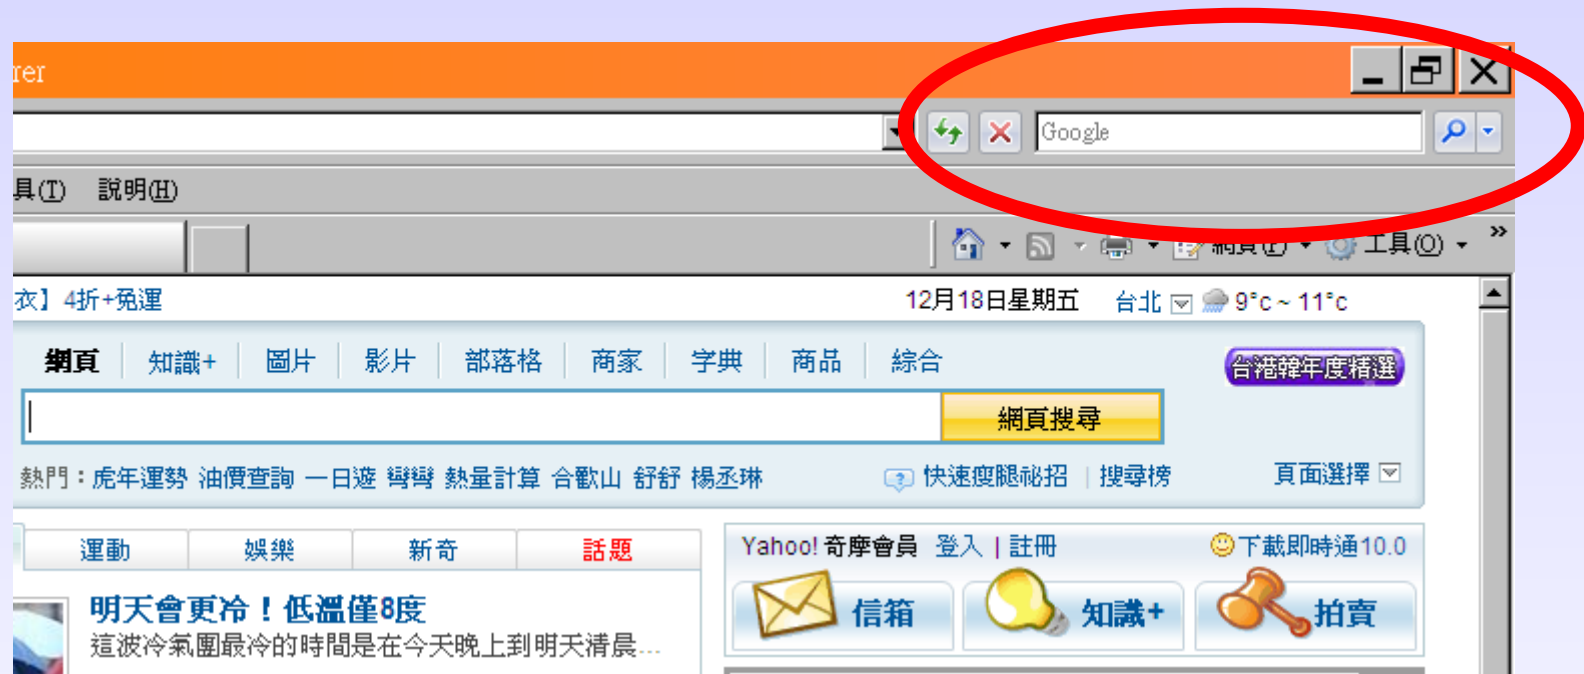 rer
Google
具(T) 說明(H)
網頁(P) 工具(O) »
衣】4折+免運
12月18日星期五 台北 9°c ~ 11°c
網頁 知識+ 圖片 影片 部落格 商家 字典 商品 綜合
台港韓年度精選
網頁搜尋
熱門：虎年運勢 油價查詢 一日遊 彎彎 熱量計算 合歡山 舒舒 楊丞琳
快速瘦腿祕招 | 搜尋榜 頁面選擇
運動 娛樂 新奇 話題
Yahoo!奇摩會員 登入 | 註冊 下載即時通10.0
明天會更冷！低溫僅8度
這波冷氣團最冷的時間是在今天晚上到明天清晨...
信箱 知識+ 拍賣